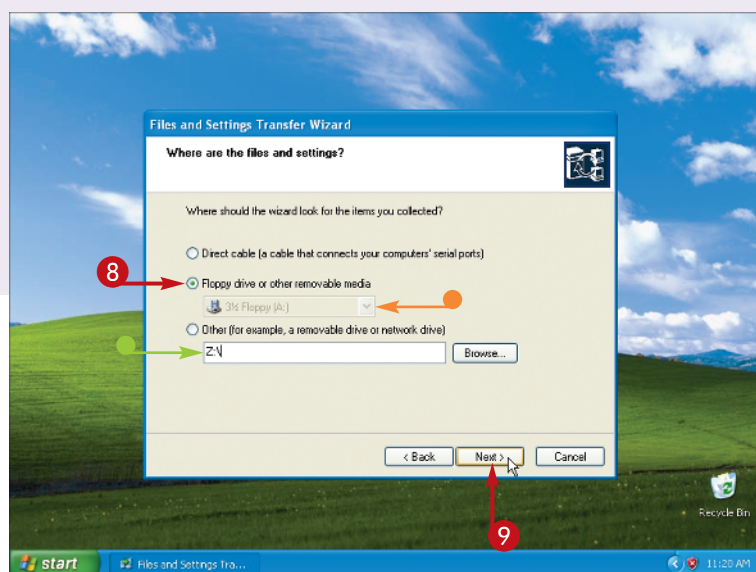 Files and Settings Transfer Wizard
Where are the files and settings?
Where should the wizard look for the items you collected?
Direct cable (a cable that connects your computers' serial ports)
8
Floppy drive or other removable media
3½ Floppy (A:)
Other (for example, a removable drive or network drive)
Z:\
Browse...
< Back
Next >
Cancel
9
Recycle Bin
start
Files and Settings Tra...
11:20 AM